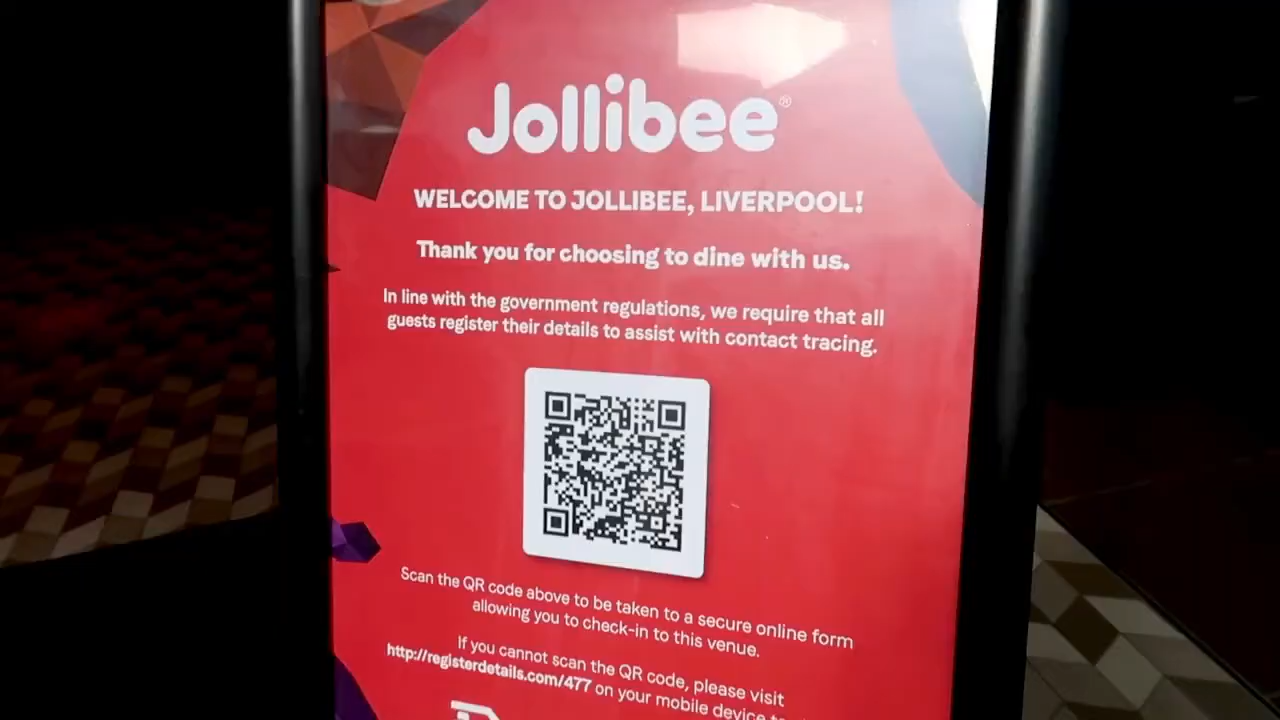 Jollibee®
WELCOME TO JOLLIBEE, LIVERPOOL!
Thank you for choosing to dine with us.
In line with the government regulations, we require that all
guests register their details to assist with contact tracing.
Scan the QR code above to be taken to a secure online form
allowing you to check-in to this venue.
If you cannot scan the QR code, please visit
http://registerdetails.com/477 on your mobile device